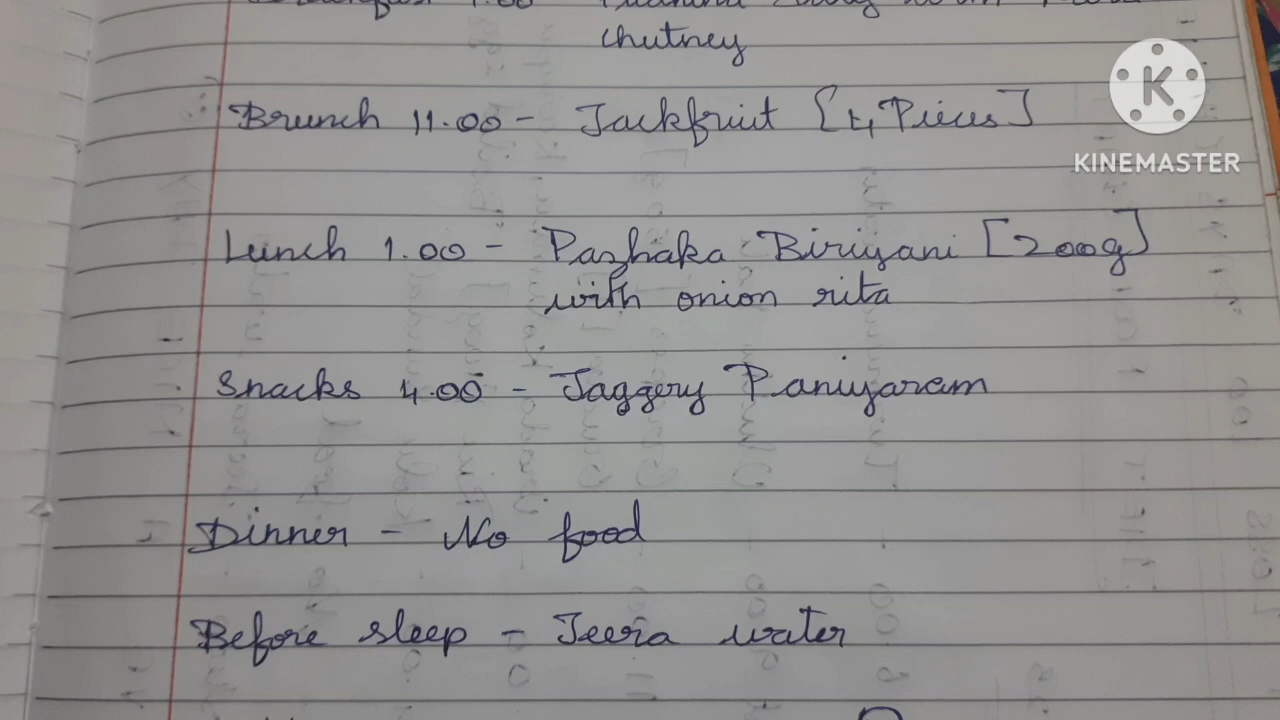 chutney
Brunch 11.00 - Jackfruit [4 Pieces]
Lunch 1.00 - Pazhaka Biriyani [200g]
with onion rita
Snacks 4.00 - Jaggery Paniyaram
Dinner - No food
Before sleep - Jeera water
K
KINEMASTER